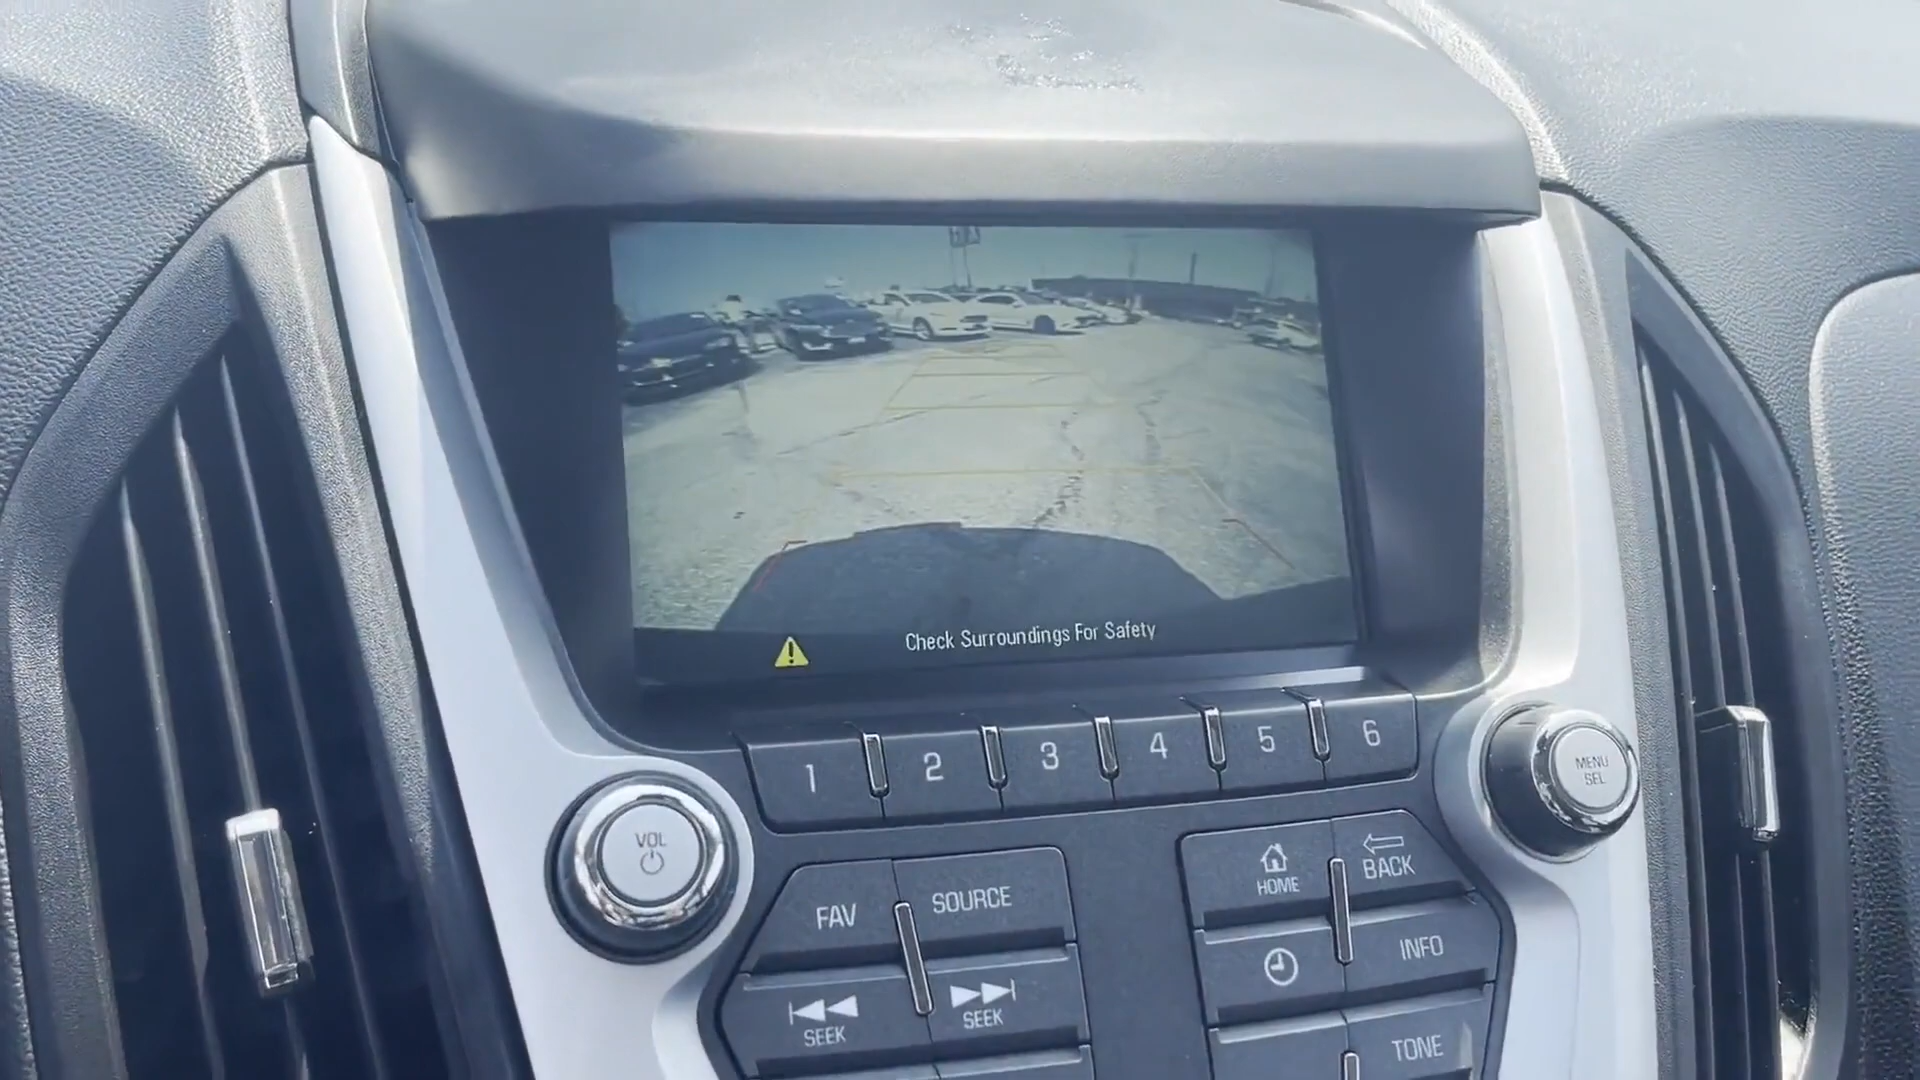 Check Surroundings For Safety
1 2 3 4 5 6
VOL
MENU
SEL
FAV
SOURCE
HOME
BACK
INFO
SEEK
SEEK
TONE